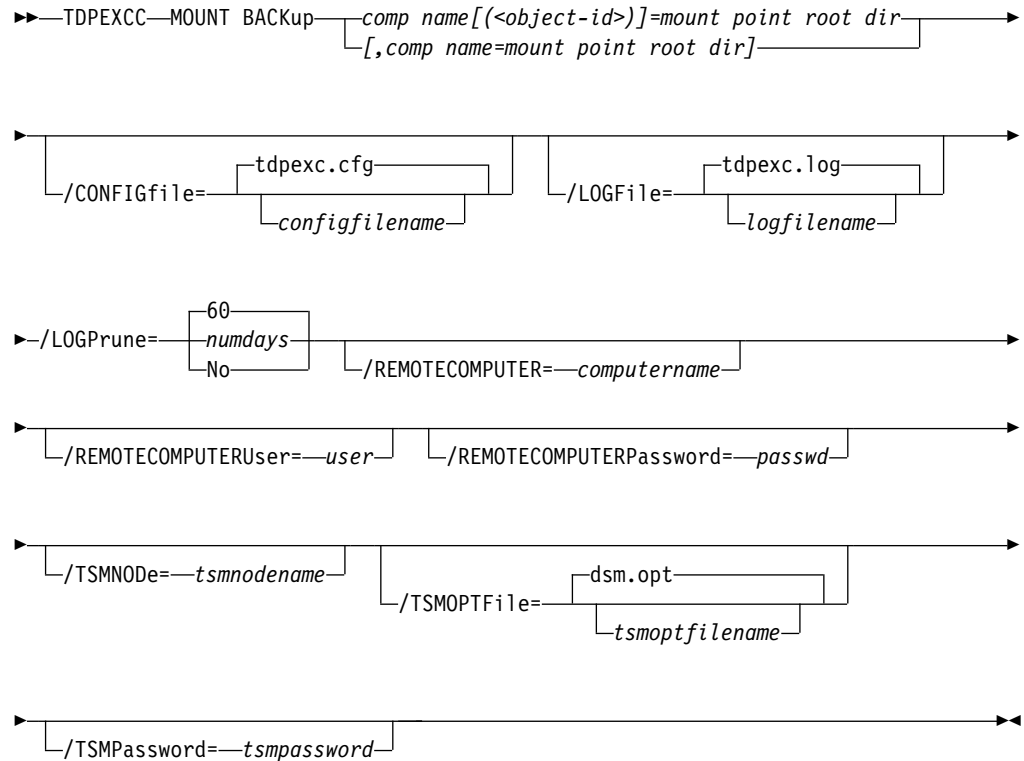 TDPEXCC MOUNT BACKup comp name[(<object-id>)]=mount point root dir
[,comp name=mount point root dir]
tdpexc.cfg tdpexc.log
/CONFIGfile= /LOGFile=
configfilename logfilename
60
/LOGPrune= numdays
No /REMOTECOMPUTER= computername
/REMOTECOMPUTERUser= user /REMOTECOMPUTERPassword= passwd
/TSMNODe= tsmnodename dsm.opt
/TSMOPTFile=
tsmoptfilename
/TSMPassword= tsmpassword